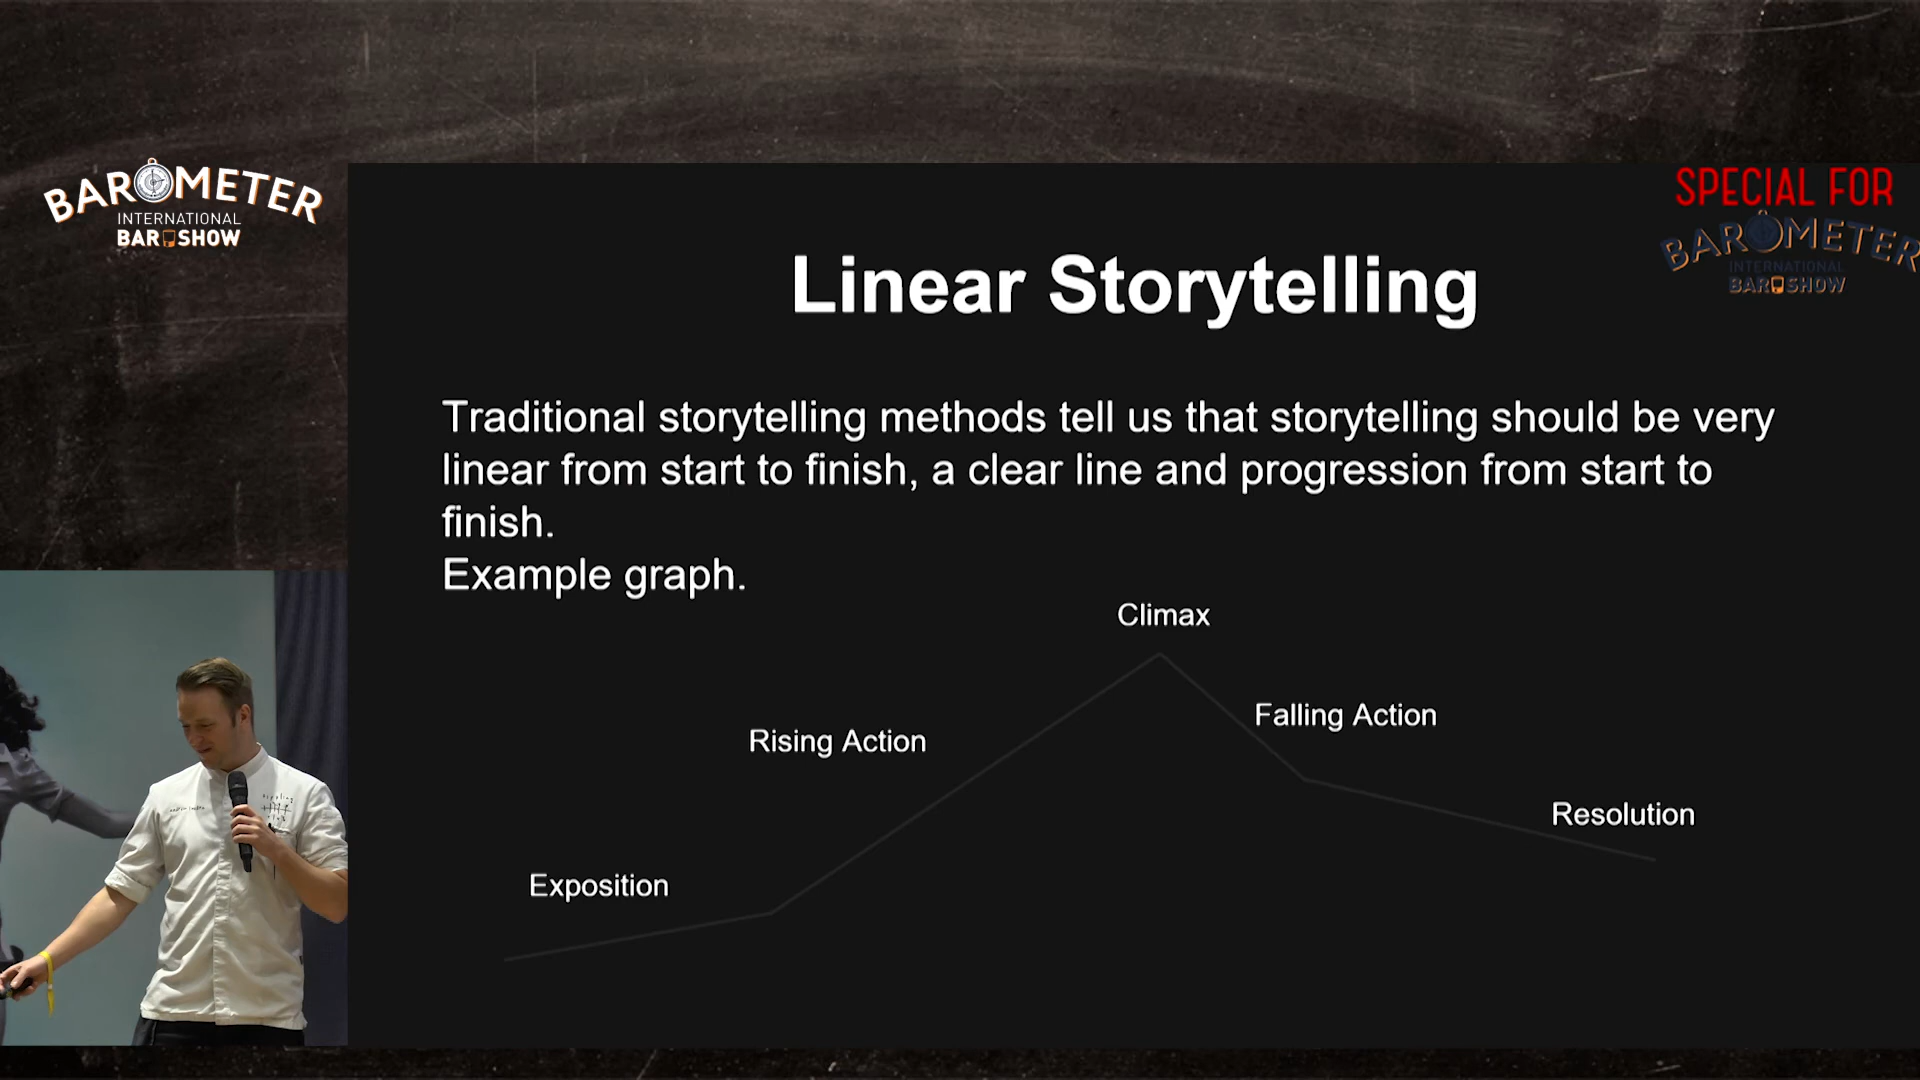 BAROMETER
INTERNATIONAL
BAR SHOW
SPECIAL FOR
BAROMETER
INTERNATIONAL
BAR SHOW
Linear Storytelling
Traditional storytelling methods tell us that storytelling should be very
linear from start to finish, a clear line and progression from start to
finish.
Example graph.
Climax
Falling Action
Rising Action
Resolution
Exposition